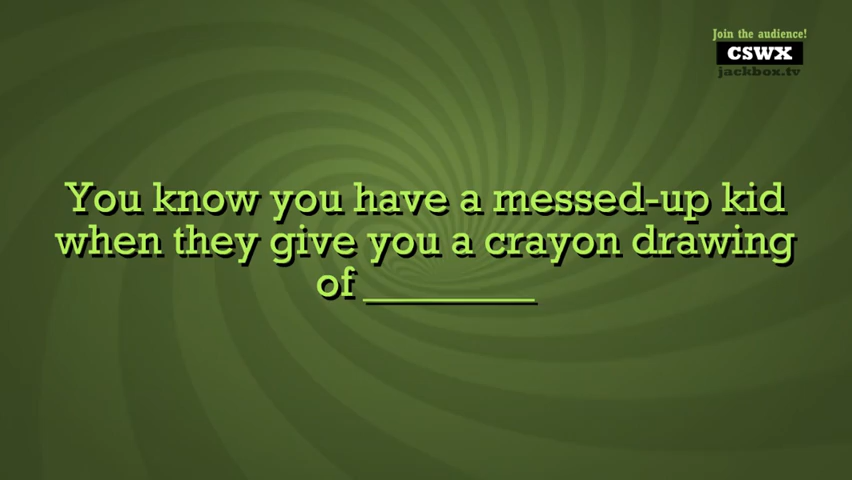 Join the audience!
CSWX
jackbox.tv
You know you have a messed-up kid
when they give you a crayon drawing
of ________